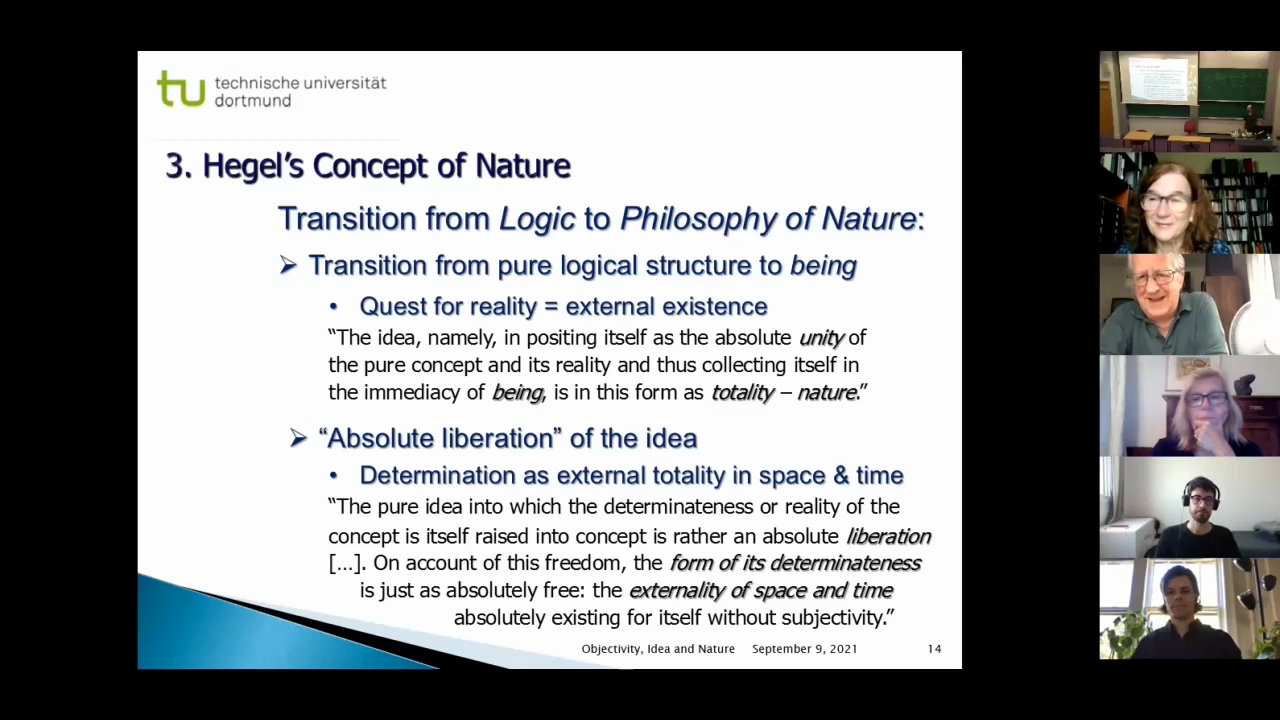 technische universität
dortmund
3. Hegel's Concept of Nature
Transition from Logic to Philosophy of Nature:
➢ Transition from pure logical structure to being
• Quest for reality = external existence
“The idea, namely, in positing itself as the absolute unity of
the pure concept and its reality and thus collecting itself in
the immediacy of being, is in this form as totality – nature.”
➢ “Absolute liberation” of the idea
• Determination as external totality in space & time
“The pure idea into which the determinateness or reality of the
concept is itself raised into concept is rather an absolute liberation
[…]. On account of this freedom, the form of its determinateness
is just as absolutely free: the externality of space and time
absolutely existing for itself without subjectivity.”
Objectivity, Idea and Nature September 9, 2021 14